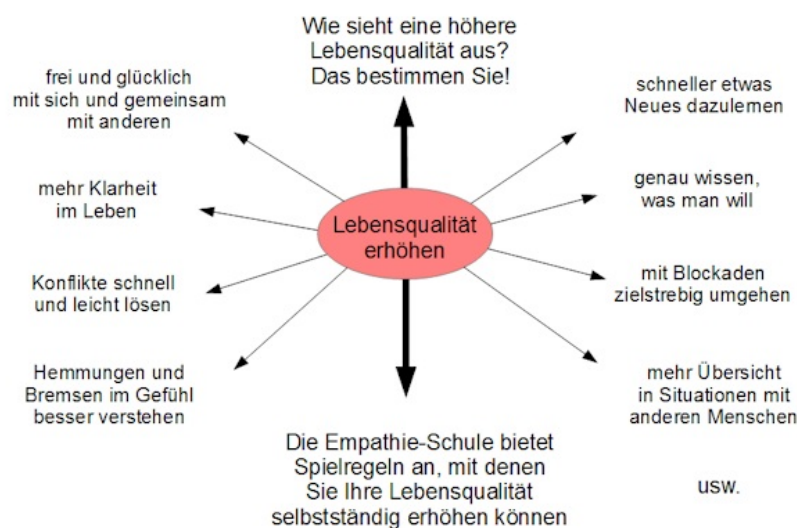 Wie sieht eine höhere
Lebensqualität aus?
Das bestimmen Sie!
frei und glücklich
mit sich und gemeinsam
mit anderen
mehr Klarheit
im Leben
Konflikte schnell
und leicht lösen
Hemmungen und
Bremsen im Gefühl
besser verstehen
Lebensqualität
erhöhen
schneller etwas
Neues dazulernen
genau wissen,
was man will
mit Blockaden
zielstrebig umgehen
mehr Übersicht
in Situationen mit
anderen Menschen
usw.
Die Empathie-Schule bietet
Spielregeln an, mit denen
Sie Ihre Lebensqualität
selbstständig erhöhen können